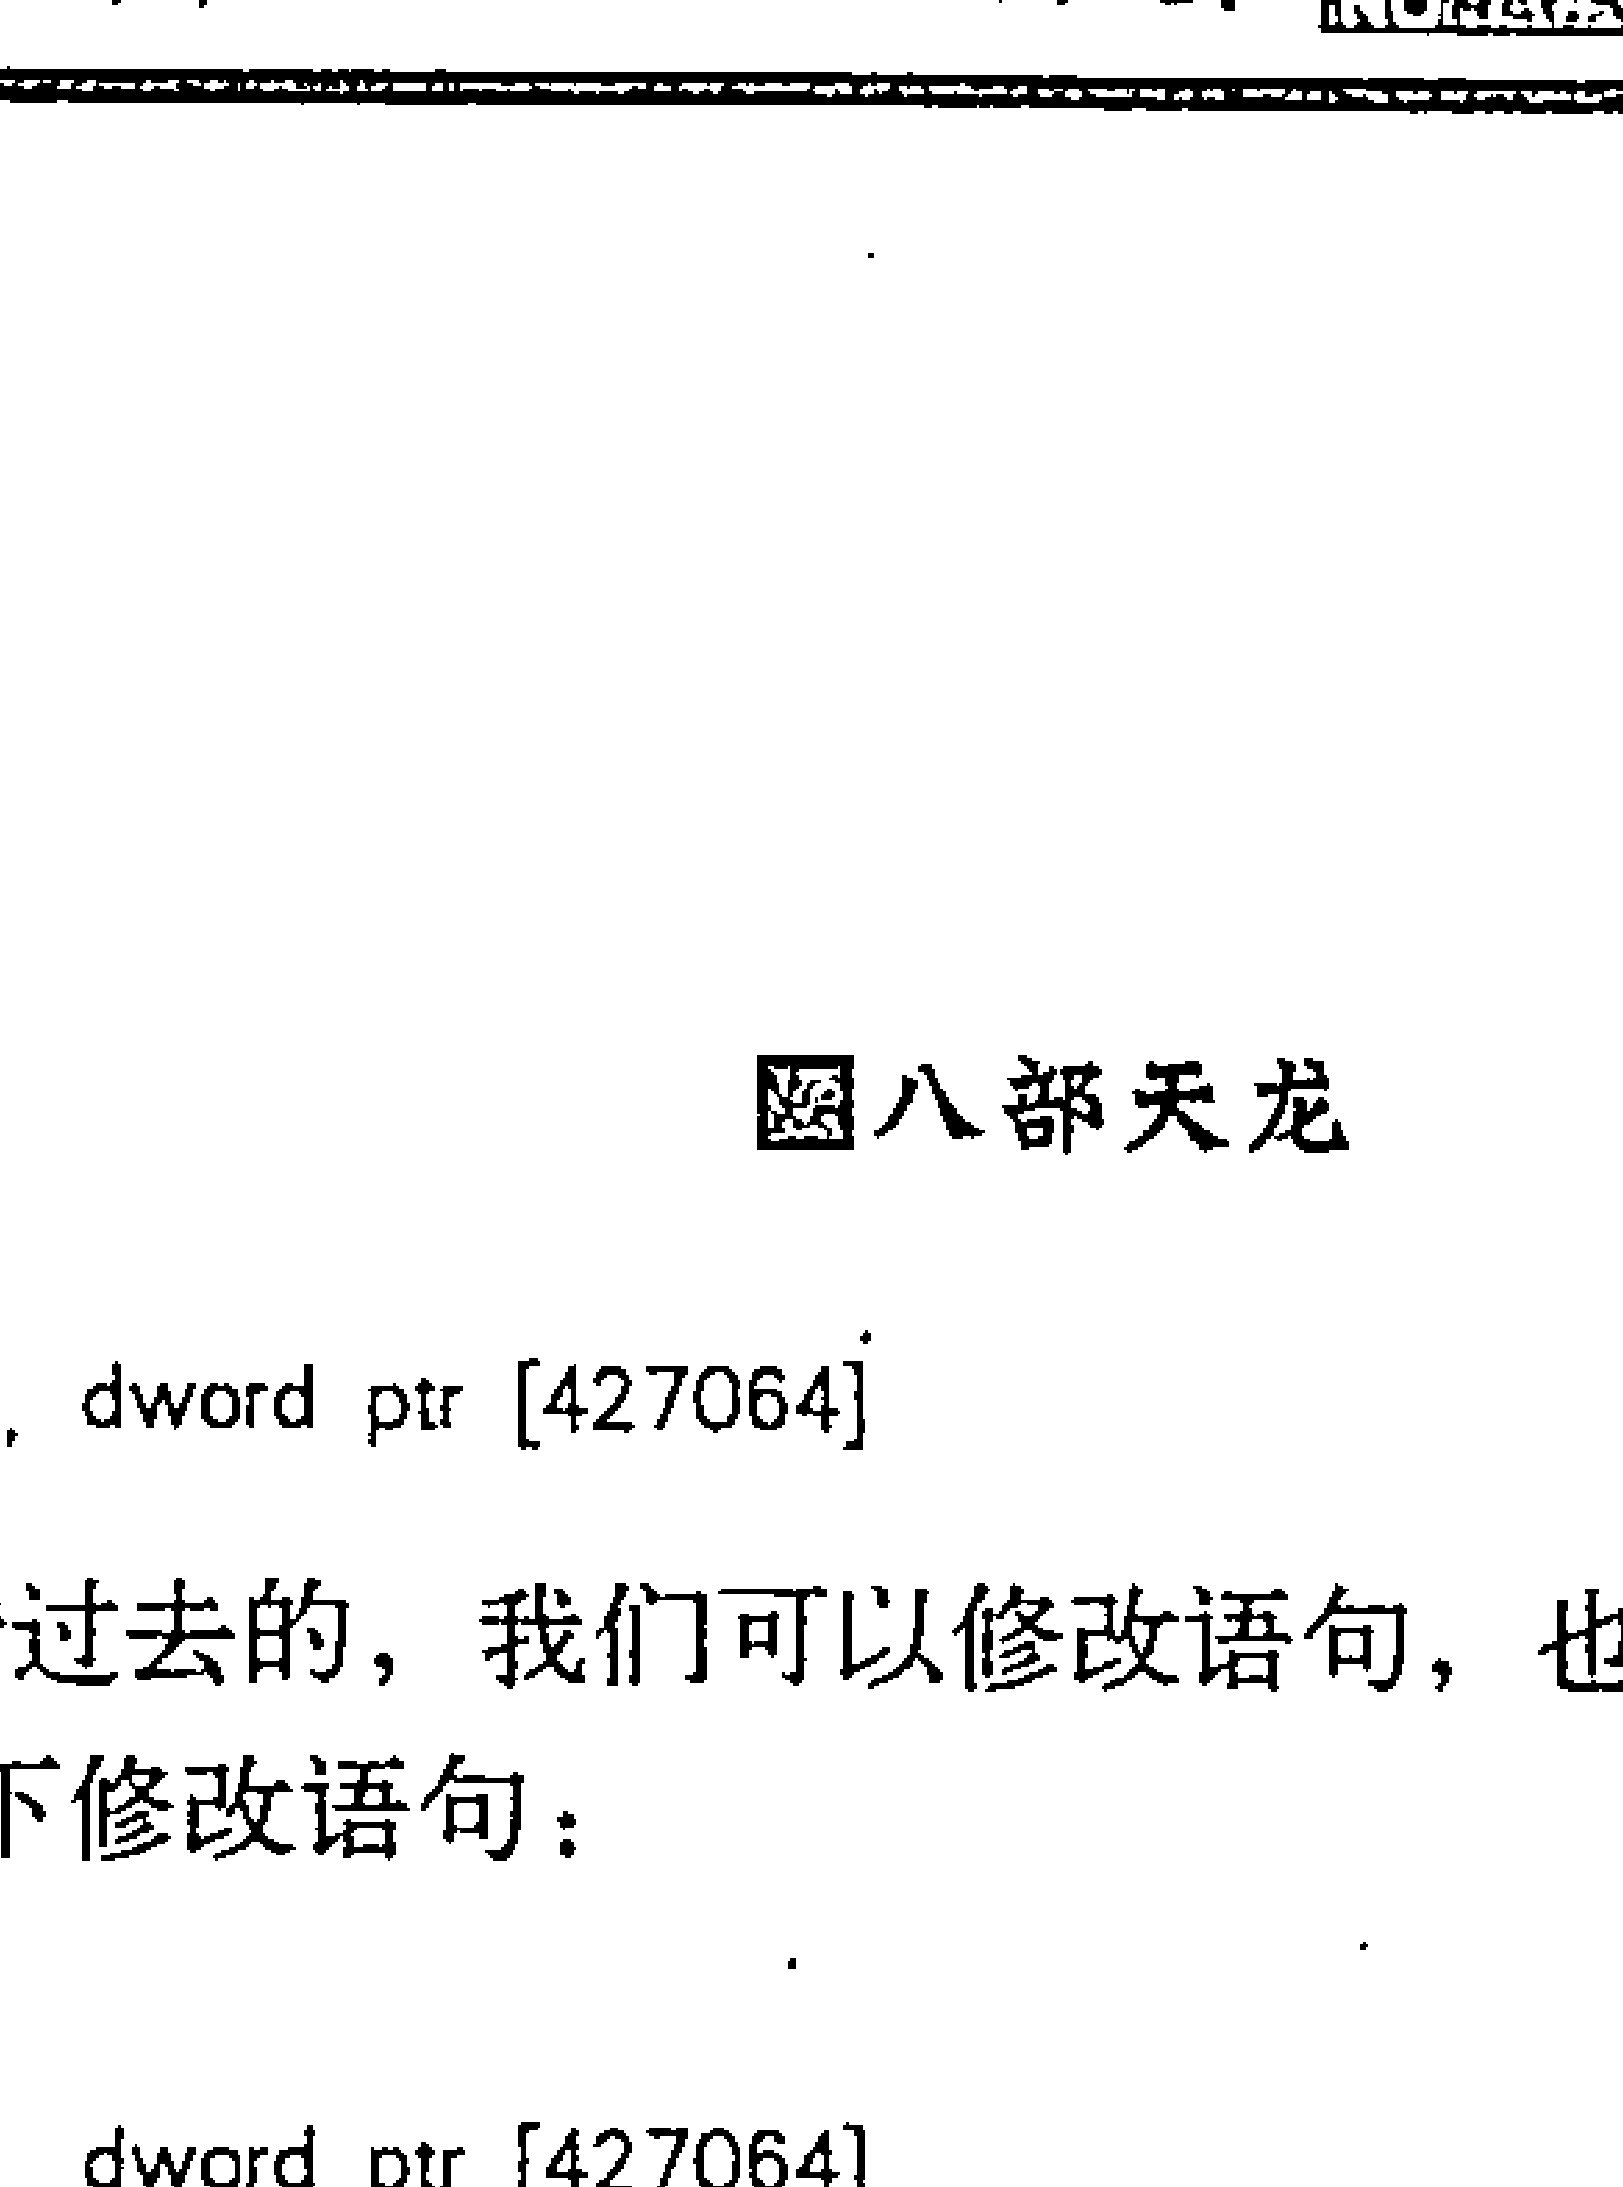 八部天龙
, dword ptr [427064]
过去的，我们可以修改语句，也
下修改语句：
dword ptr [427064]